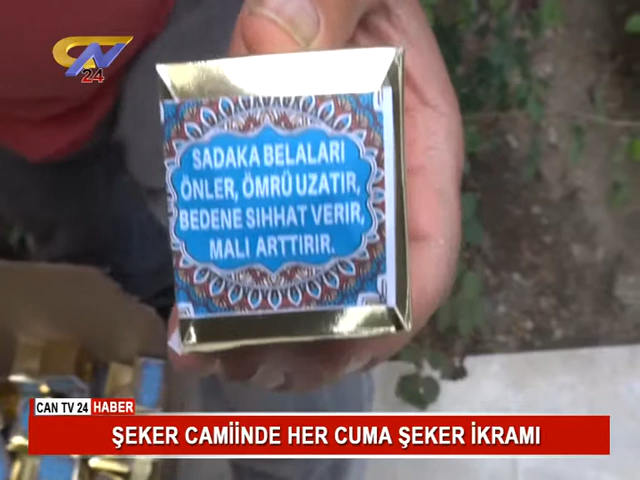 CN
24
SADAKA BELALARI
ÖNLER, ÖMRÜ UZATIR,
BEDENE SIHHAT VERİR,
MALI ARTTIRIR.
CAN TV 24 HABER
ŞEKER CAMİİNDE HER CUMA ŞEKER İKRAMI